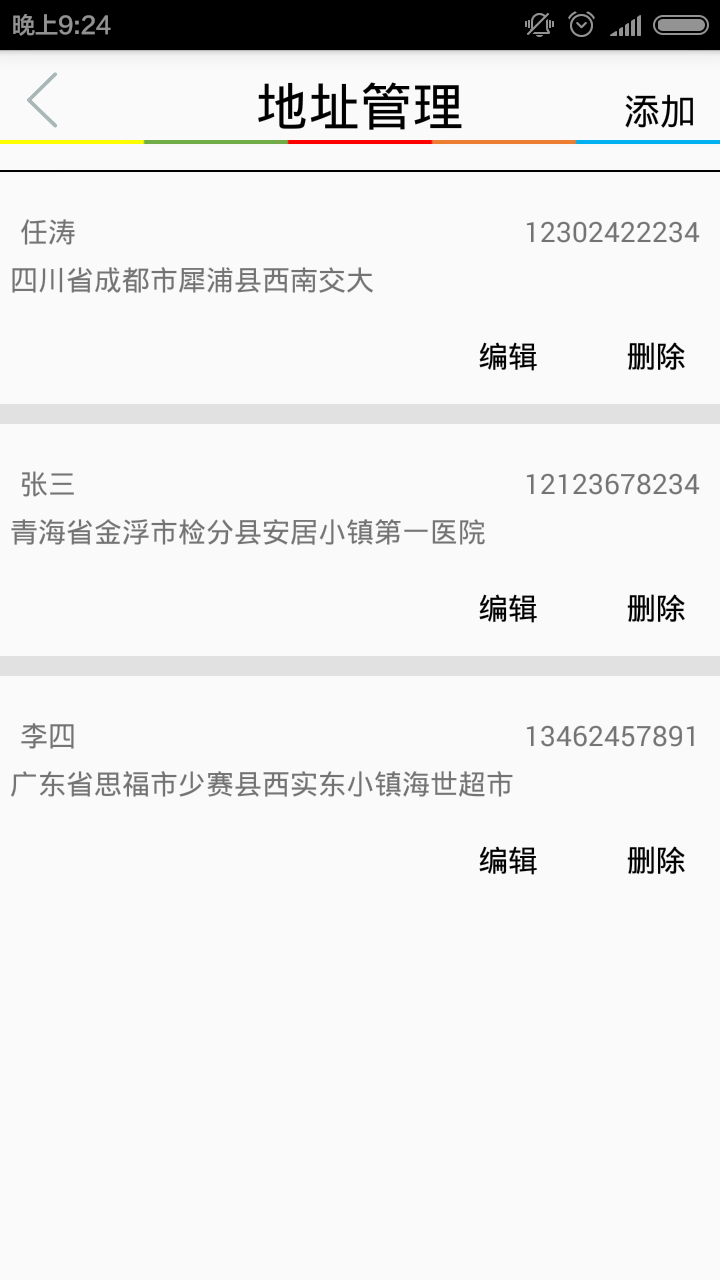 晚上9:24
地址管理
添加
任涛 12302422234
四川省成都市犀浦县西南交大
编辑 删除
张三 12123678234
青海省金浮市检分县安居小镇第一医院
编辑 删除
李四 13462457891
广东省思福市少赛县西实东小镇海世超市
编辑 删除